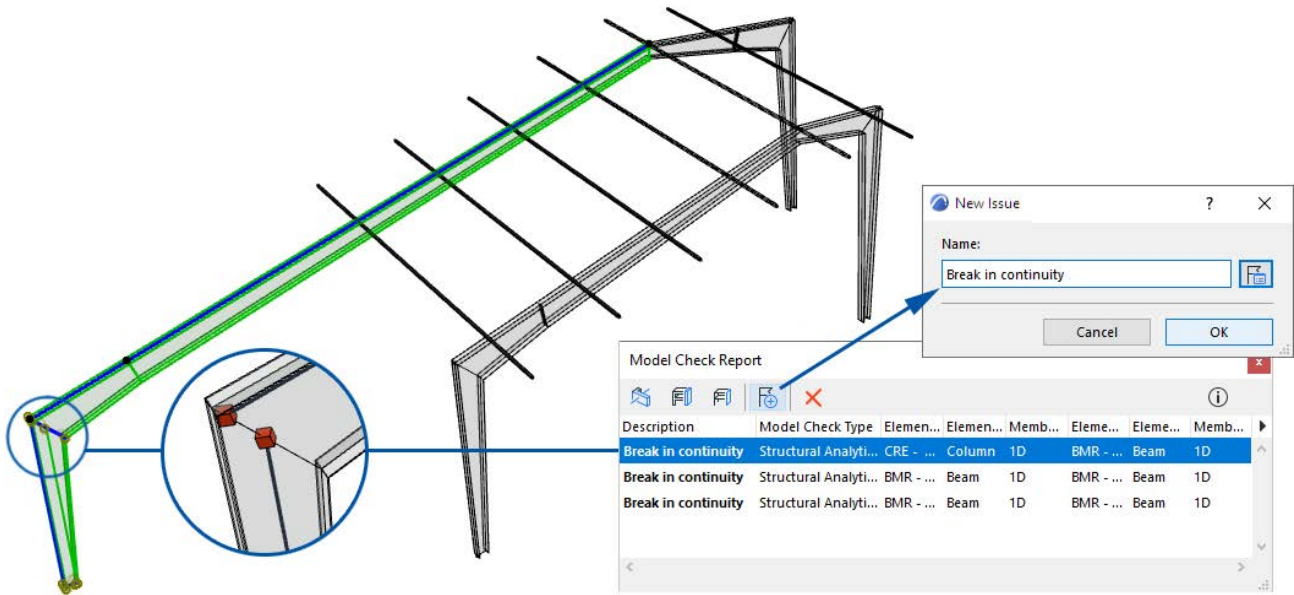 New Issue
?
Name:
Break in continuity
Cancel
OK
Model Check Report
Description Model Check Type Elemen... Elemen... Memb... Eleme... Eleme... Memb...
Break in continuity Structural Analyti... CRE - ... Column 1D BMR - ... Beam 1D
Break in continuity Structural Analyti... BMR - ... Beam 1D BMR - ... Beam 1D
Break in continuity Structural Analyti... BMR - ... Beam 1D BMR - ... Beam 1D